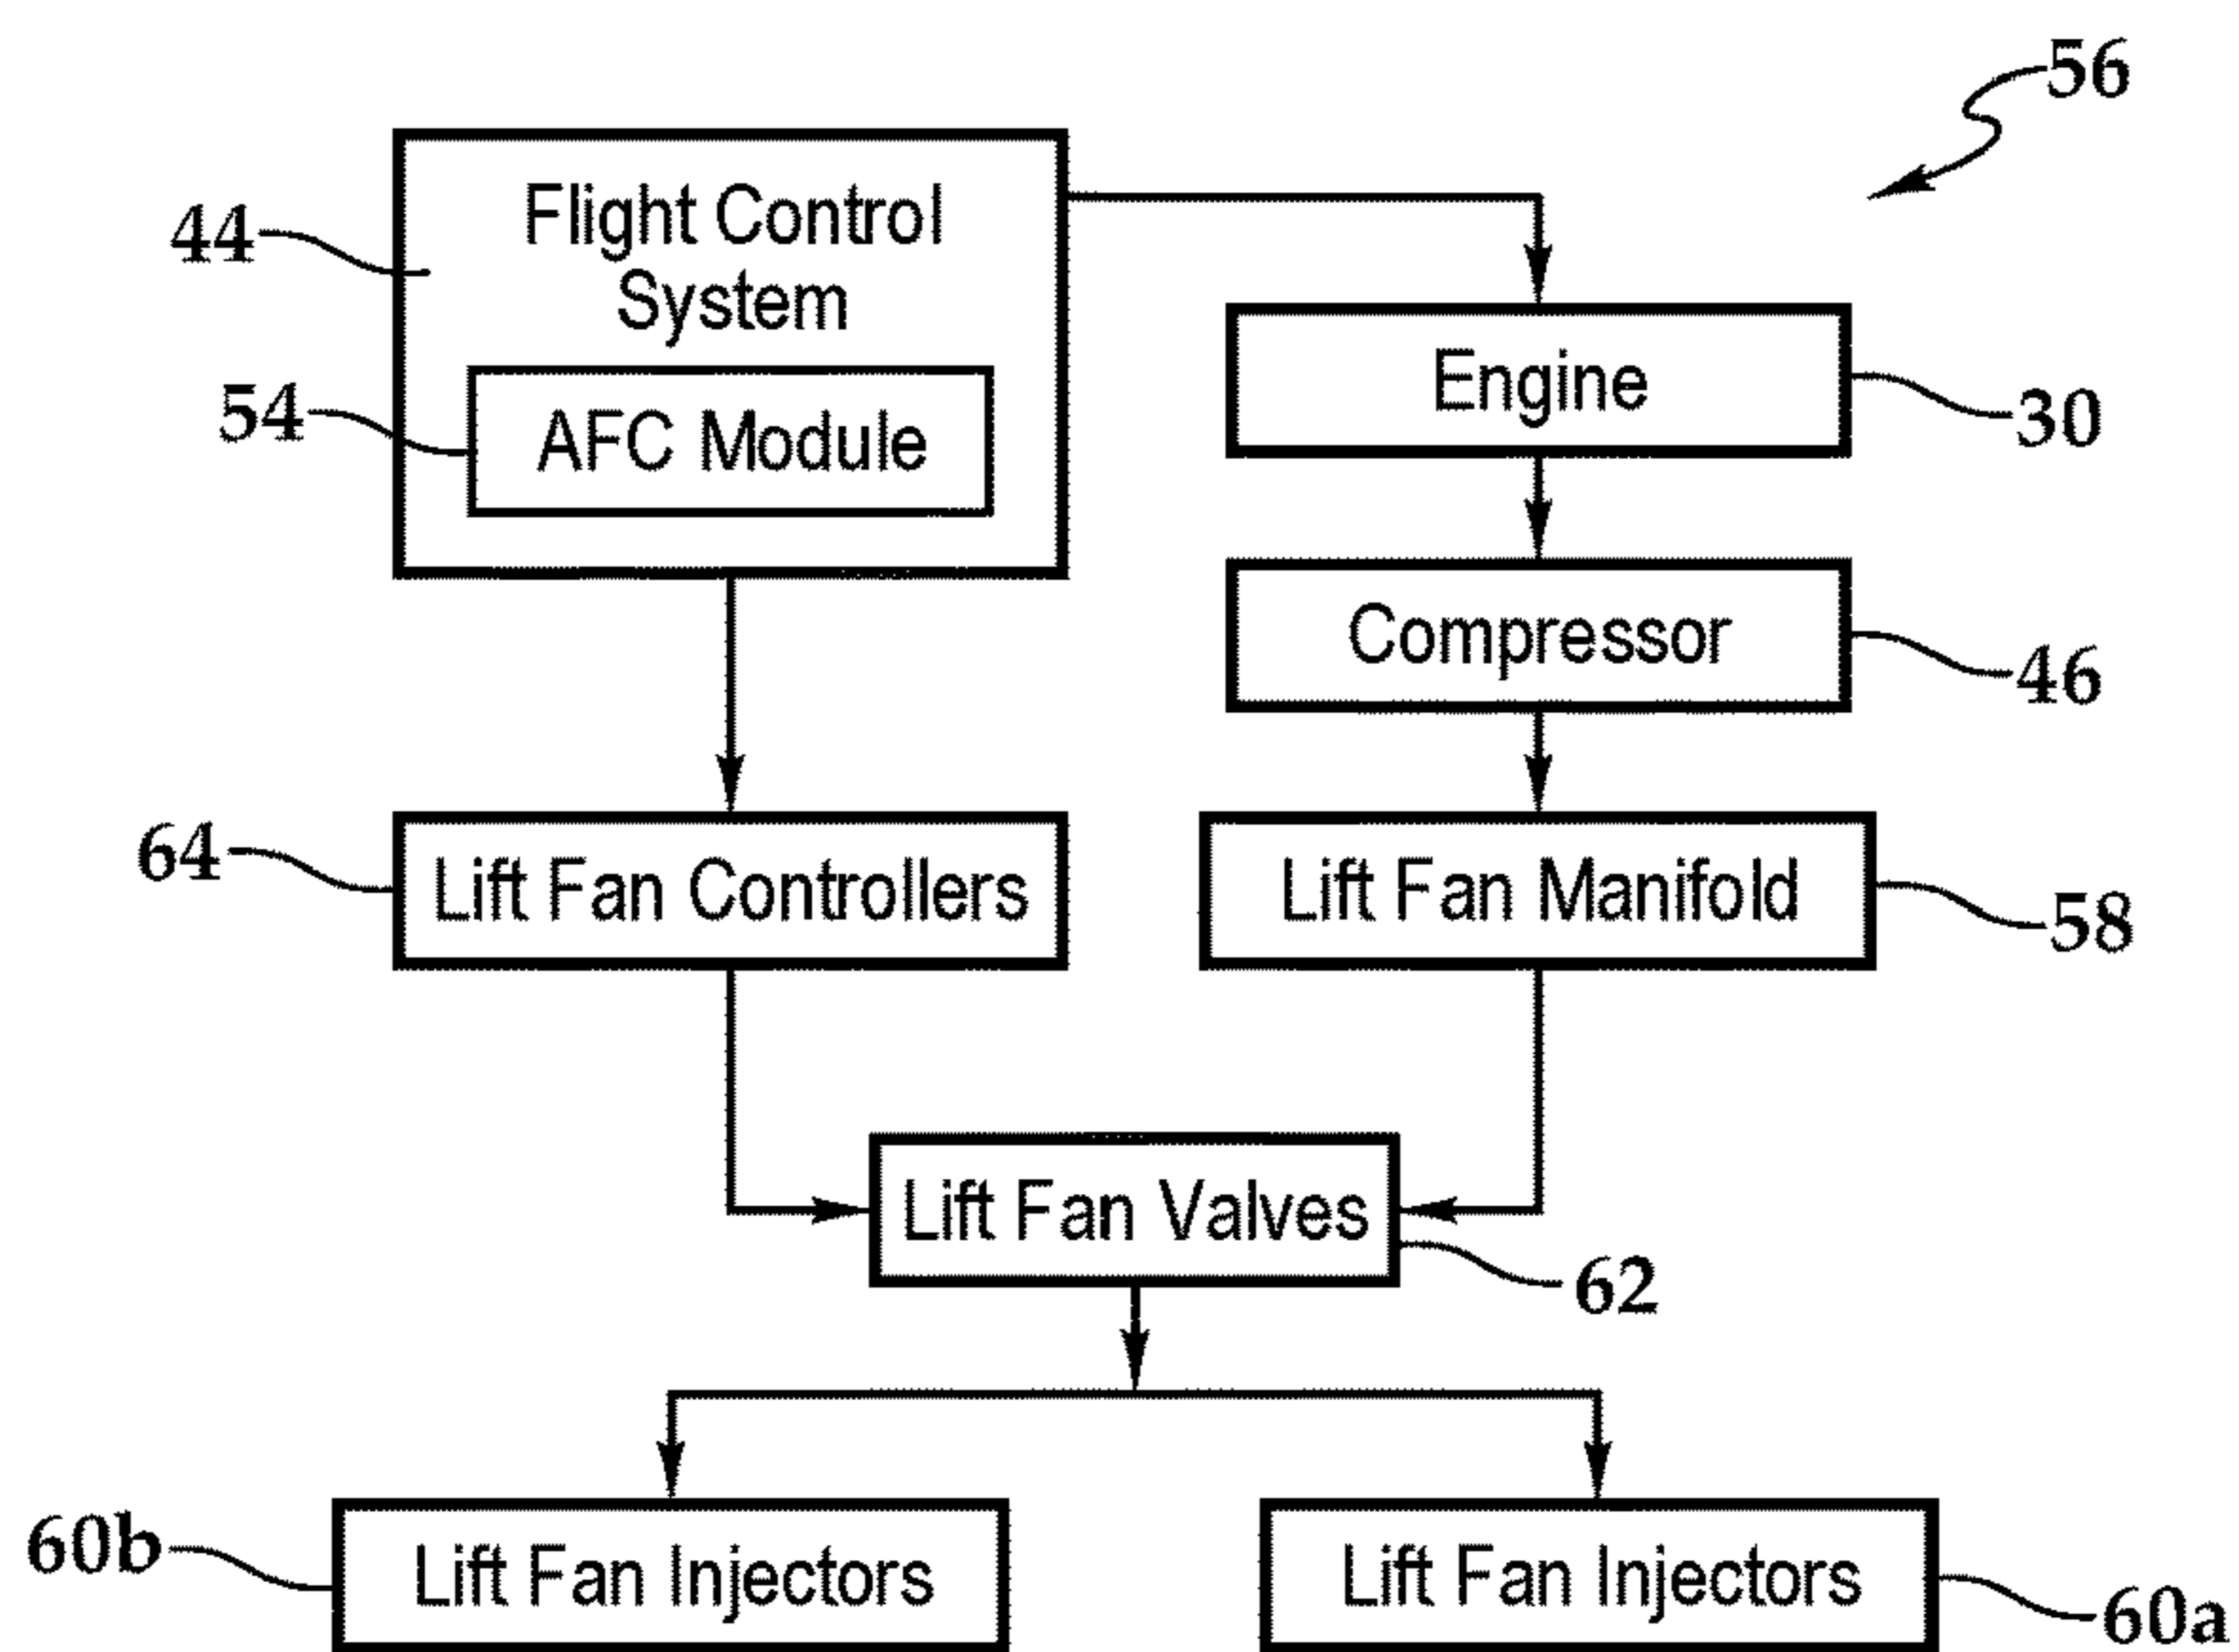 56
44
Flight Control
System
54
AFC Module
Engine
30
Compressor
46
64
Lift Fan Controllers
Lift Fan Manifold
58
Lift Fan Valves
62
60b
Lift Fan Injectors
Lift Fan Injectors
60a